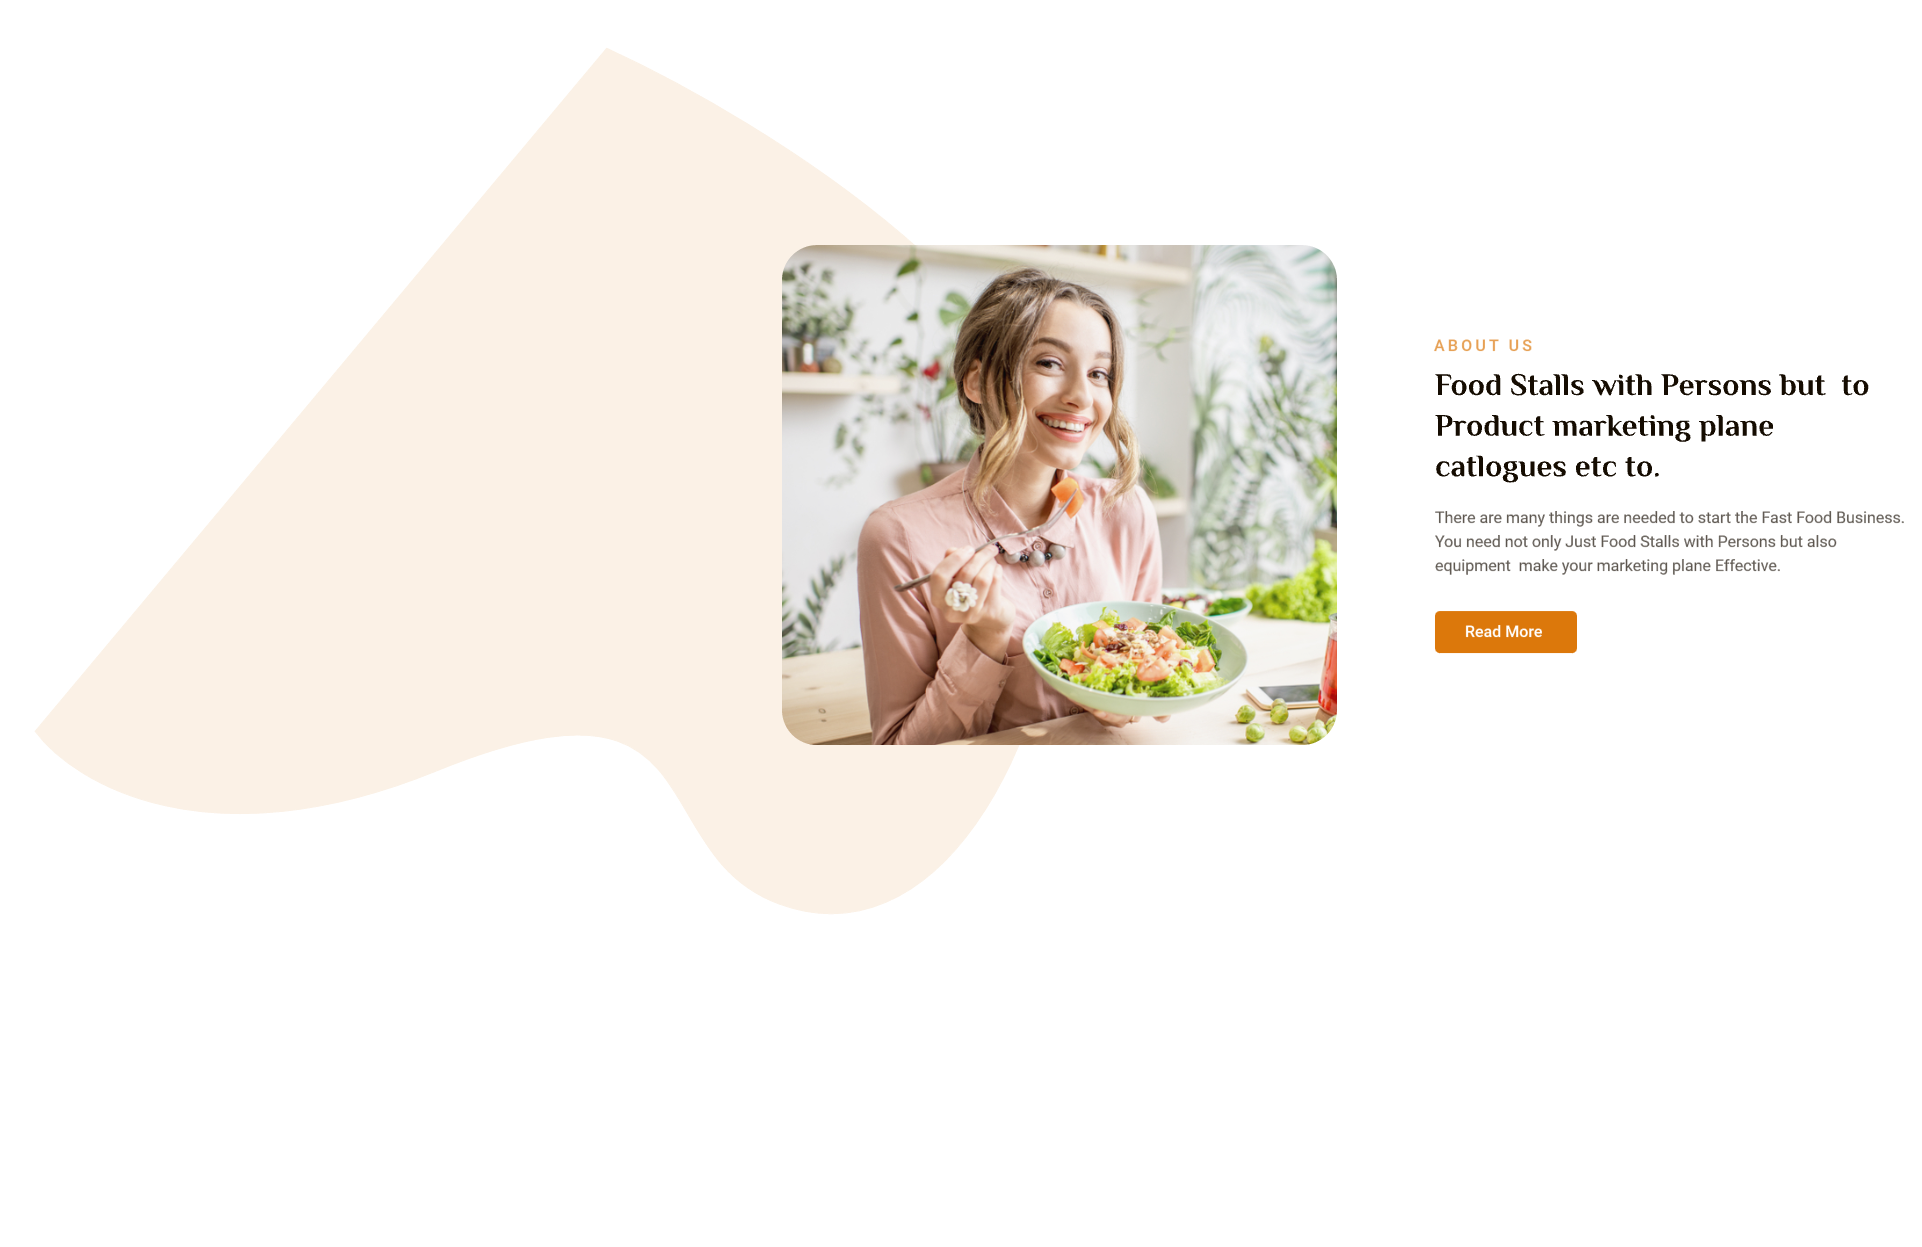 ABOUT US
Food Stalls with Persons but  to
Product marketing plane
catlogues etc to.
There are many things are needed to start the Fast Food Business.
You need not only Just Food Stalls with Persons but also
equipment  make your marketing plane Effective.
Read More